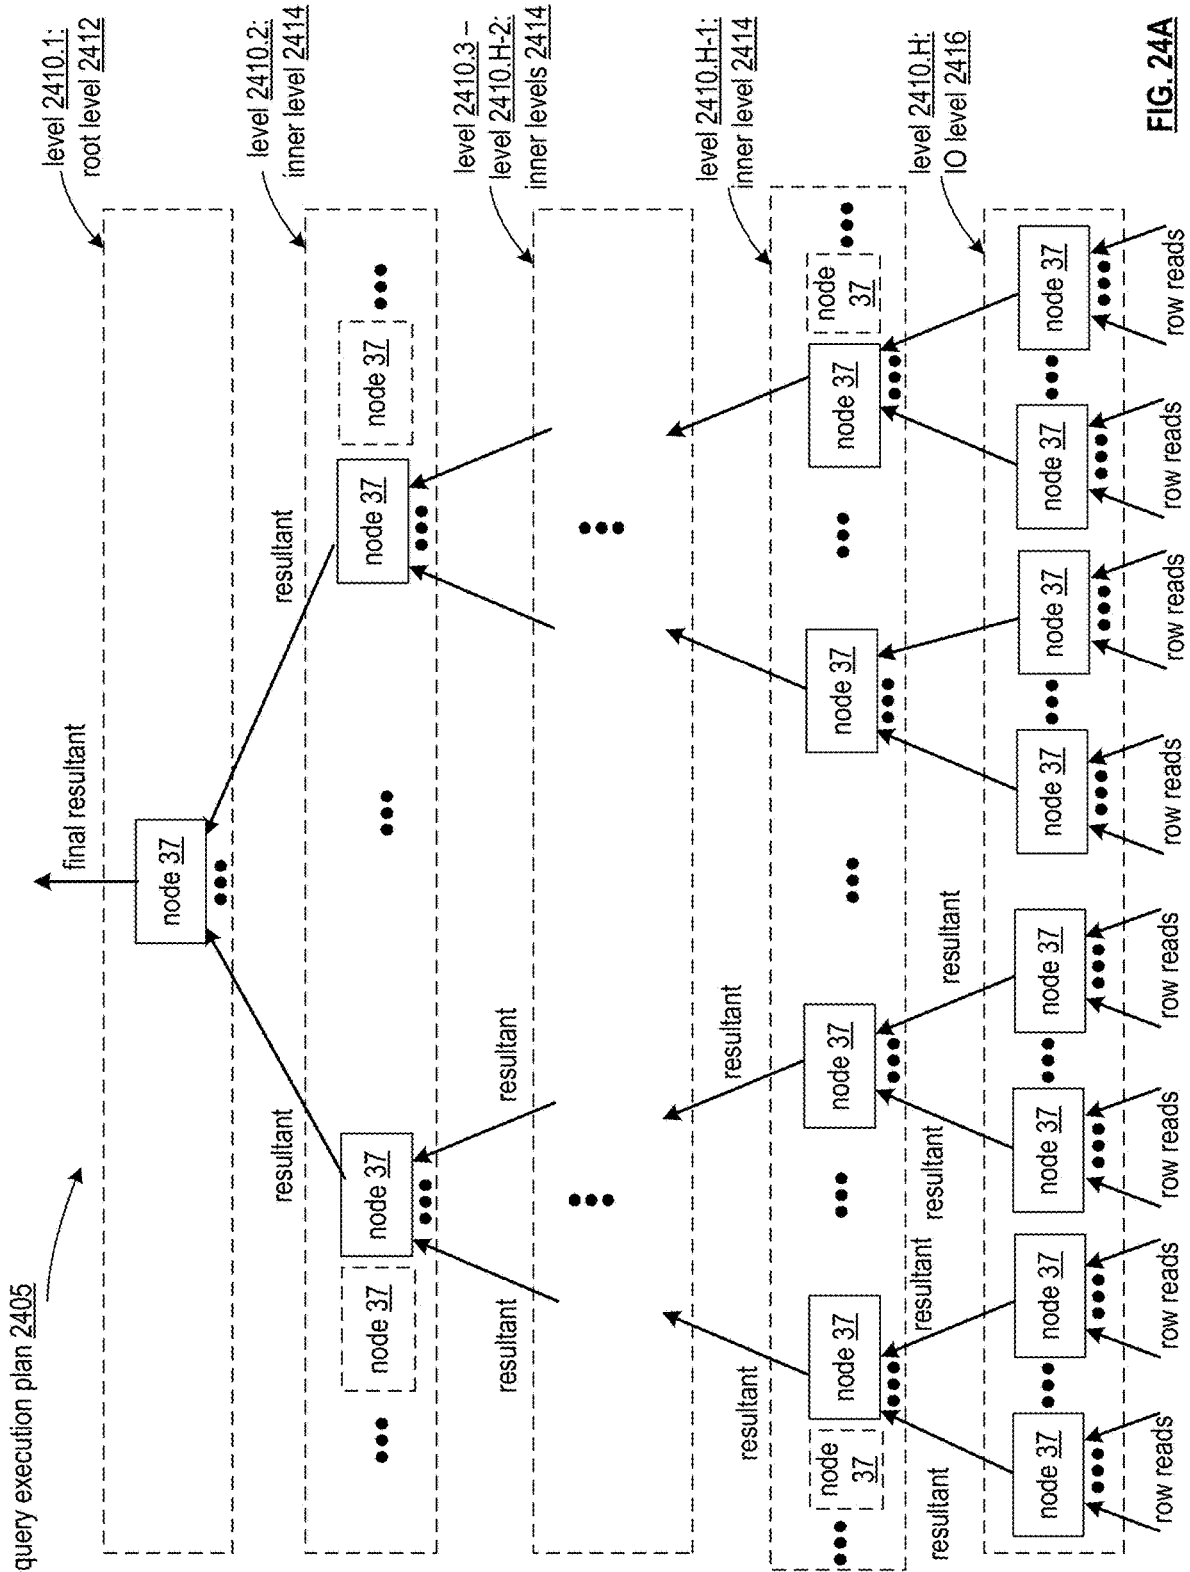 query execution plan 2405
level 2410.1:
root level 2412
final resultant
node 37
level 2410.2:
inner level 2414
resultant
resultant
node 37
node 37
node 37
node 37
level 2410.3 –
level 2410.H-2:
inner levels 2414
resultant
resultant
level 2410.H-1:
inner level 2414
resultant
resultant
node
37
node 37
node 37
node 37
node 37
node
37
level 2410.H:
IO level 2416
resultant
resultant
resultant
resultant
node 37
node 37
node 37
node 37
node 37
node 37
node 37
node 37
row reads
row reads
row reads
row reads
row reads
row reads
row reads
row reads
FIG. 24A